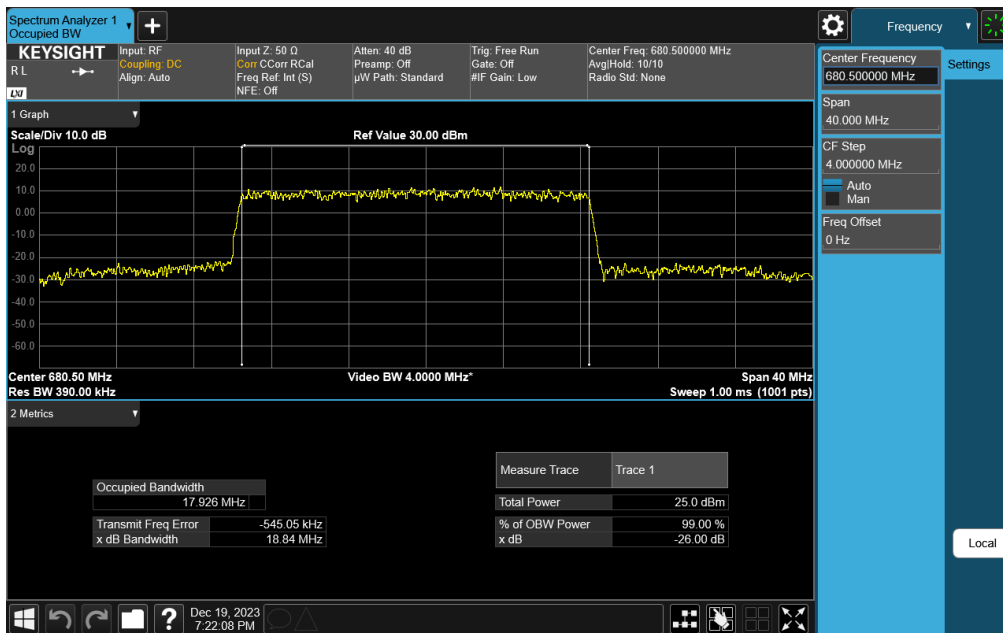 Spectrum Analyzer 1
Occupied BW
Frequency
KEYSIGHT
R L
LXI
Input: RF
Coupling: DC
Align: Auto
Input Z: 50 Ω
Corr CCorr RCal
Freq Ref: Int (S)
NFE: Off
Atten: 40 dB
Preamp: Off
µW Path: Standard
Trig: Free Run
Gate: Off
#IF Gain: Low
Center Freq: 680.500000 MHz
Avg|Hold: 10/10
Radio Std: None
Center Frequency
680.500000 MHz
Settings
Span
40.000 MHz
CF Step
4.000000 MHz
Auto
Man
Freq Offset
0 Hz
1 Graph
Scale/Div 10.0 dB
Ref Value 30.00 dBm
Log
20.0
10.0
0.00
-10.0
-20.0
-30.0
-40.0
-50.0
-60.0
Center 680.50 MHz
Video BW 4.0000 MHz*
Span 40 MHz
Res BW 390.00 kHz
Sweep 1.00 ms (1001 pts)
2 Metrics
Measure Trace Trace 1
Occupied Bandwidth
17.926 MHz
Total Power 25.0 dBm
Transmit Freq Error -545.05 kHz
% of OBW Power 99.00 %
x dB Bandwidth 18.84 MHz
x dB -26.00 dB
Local
?
Dec 19, 2023
7:22:08 PM